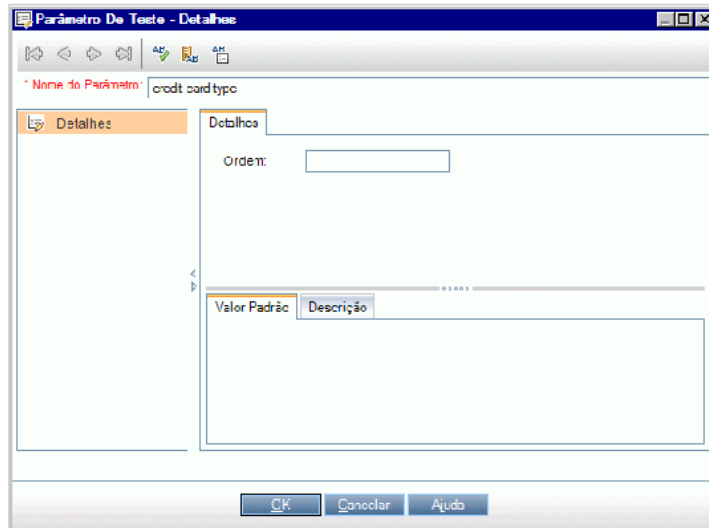 Parâmetro De Teste - Detalhes
* Nome do Parâmetro: credit card type
Detalhes
Detalhes
Ordem:
Valor Padrão Descrição
OK Cancelar Ajuda